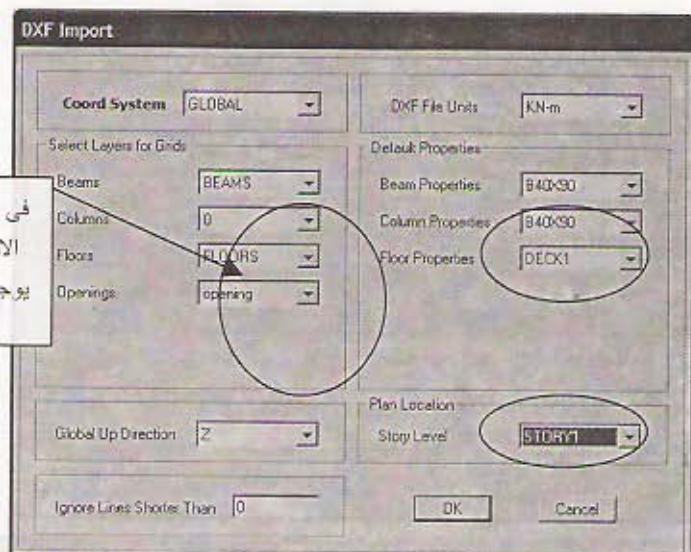 DXF Import
Coord System GLOBAL
DXF File Units KN-m
Select Layers for Grids
Beams BEAMS
Columns 0
Floors FLOORS
Openings opening
Default Properties
Beam Properties B40X90
Column Properties B40X90
Floor Properties DECK1
في
Global Up Direction Z
Plan Location
Story Level STORY1
Ignore Lines Shorter Than 0
OK Cancel